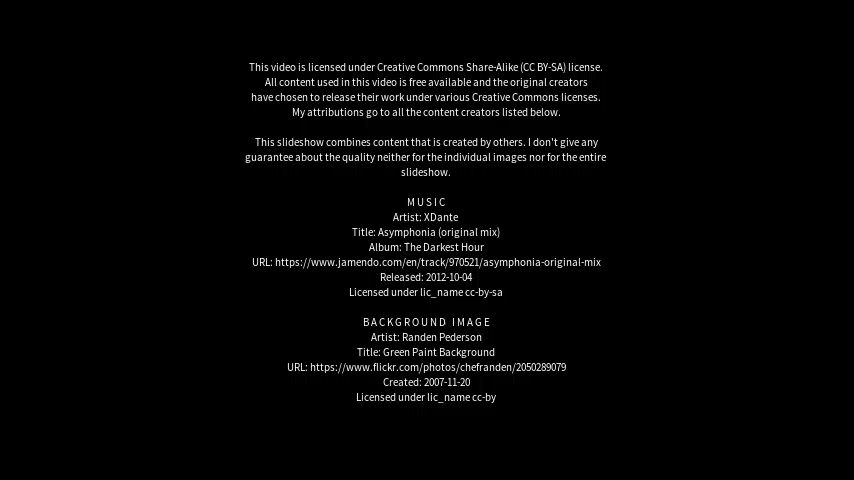 This video is licensed under Creative Commons Share-Alike (CC BY-SA) license.
All content used in this video is free available and the original creators
have chosen to release their work under various Creative Commons licenses.
My attributions go to all the content creators listed below.
This slideshow combines content that is created by others. I don't give any
guarantee about the quality neither for the individual images nor for the entire
slideshow.
M U S I C
Artist: XDante
Title: Asymphonia (original mix)
Album: The Darkest Hour
URL: https://www.jamendo.com/en/track/970521/asymphonia-original-mix
Released: 2012-10-04
Licensed under lic_name cc-by-sa
B A C K G R O U N D   I M A G E
Artist: Randen Pederson
Title: Green Paint Background
URL: https://www.flickr.com/photos/chefranden/2050289079
Created: 2007-11-20
Licensed under lic_name cc-by